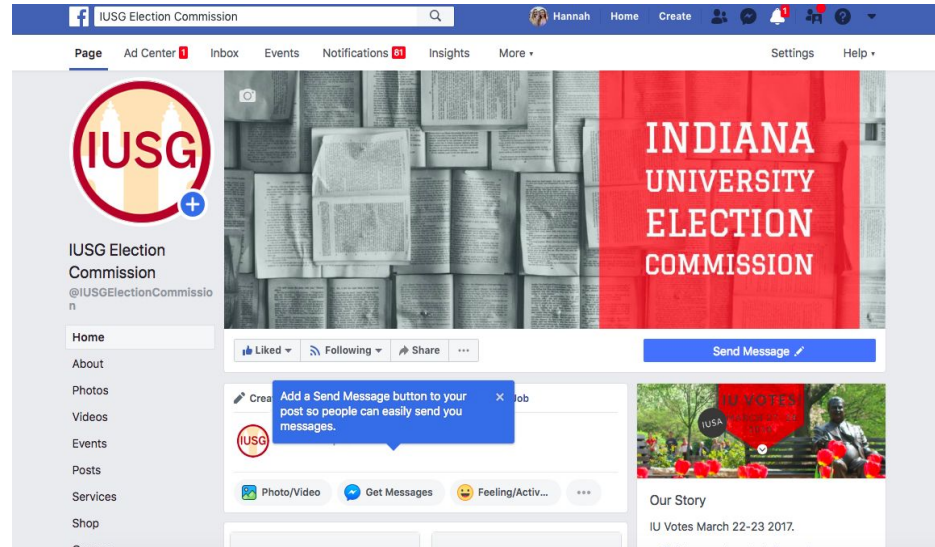 IUSG Election Commission
Hannah Home Create 1
Page Ad Center 1 Inbox Events Notifications 81 Insights More Settings Help
IUSG
INDIANA
UNIVERSITY
ELECTION
COMMISSION
IUSG Election
Commission
@IUSGElectionCommissio
n
Home
About
Photos
Videos
Events
Posts
Services
Shop
Liked Following Share ...
Send Message
Add a Send Message button to your
post so people can easily send you
messages.
IUSG
Photo/Video Get Messages Feeling/Activ... ...
IU VOTES
IUSA
Our Story
IU Votes March 22-23 2017.